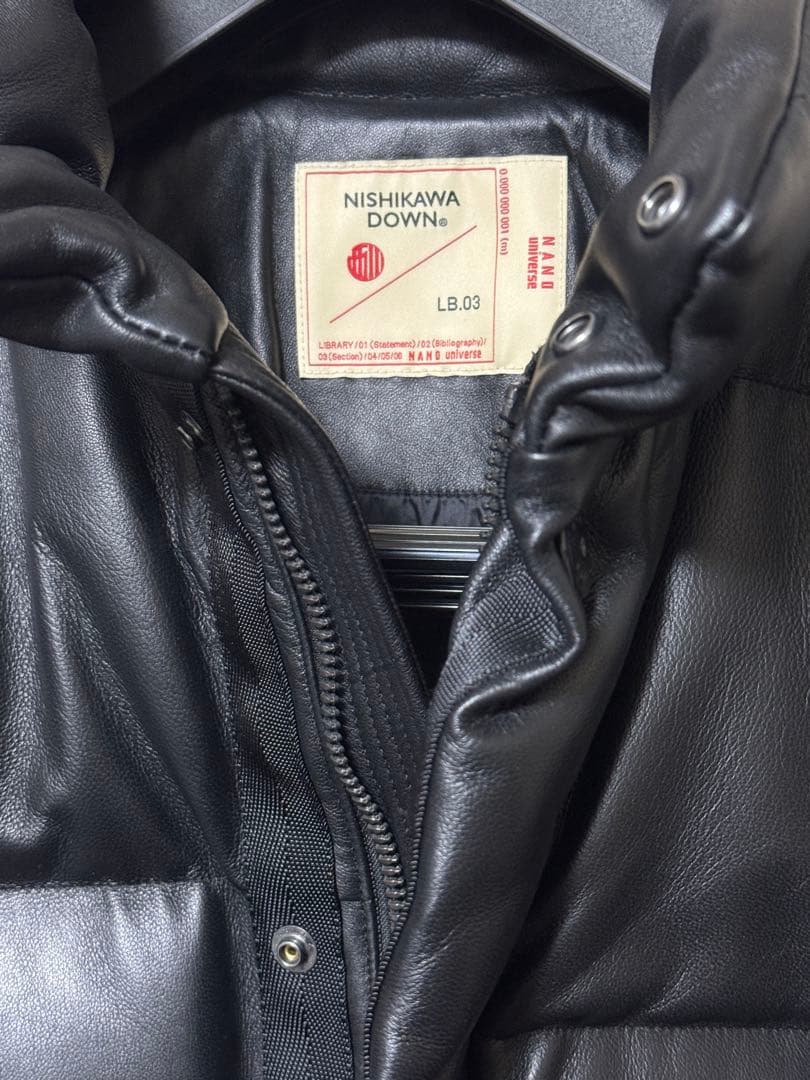 NISHIKAWA
DOWN®
LB.03
LIBRARY/01(Statement)/02(Bibliography)/
03(Section)/04/05/06 NANO universe
0.000 000 001 (m)
NANO
universe